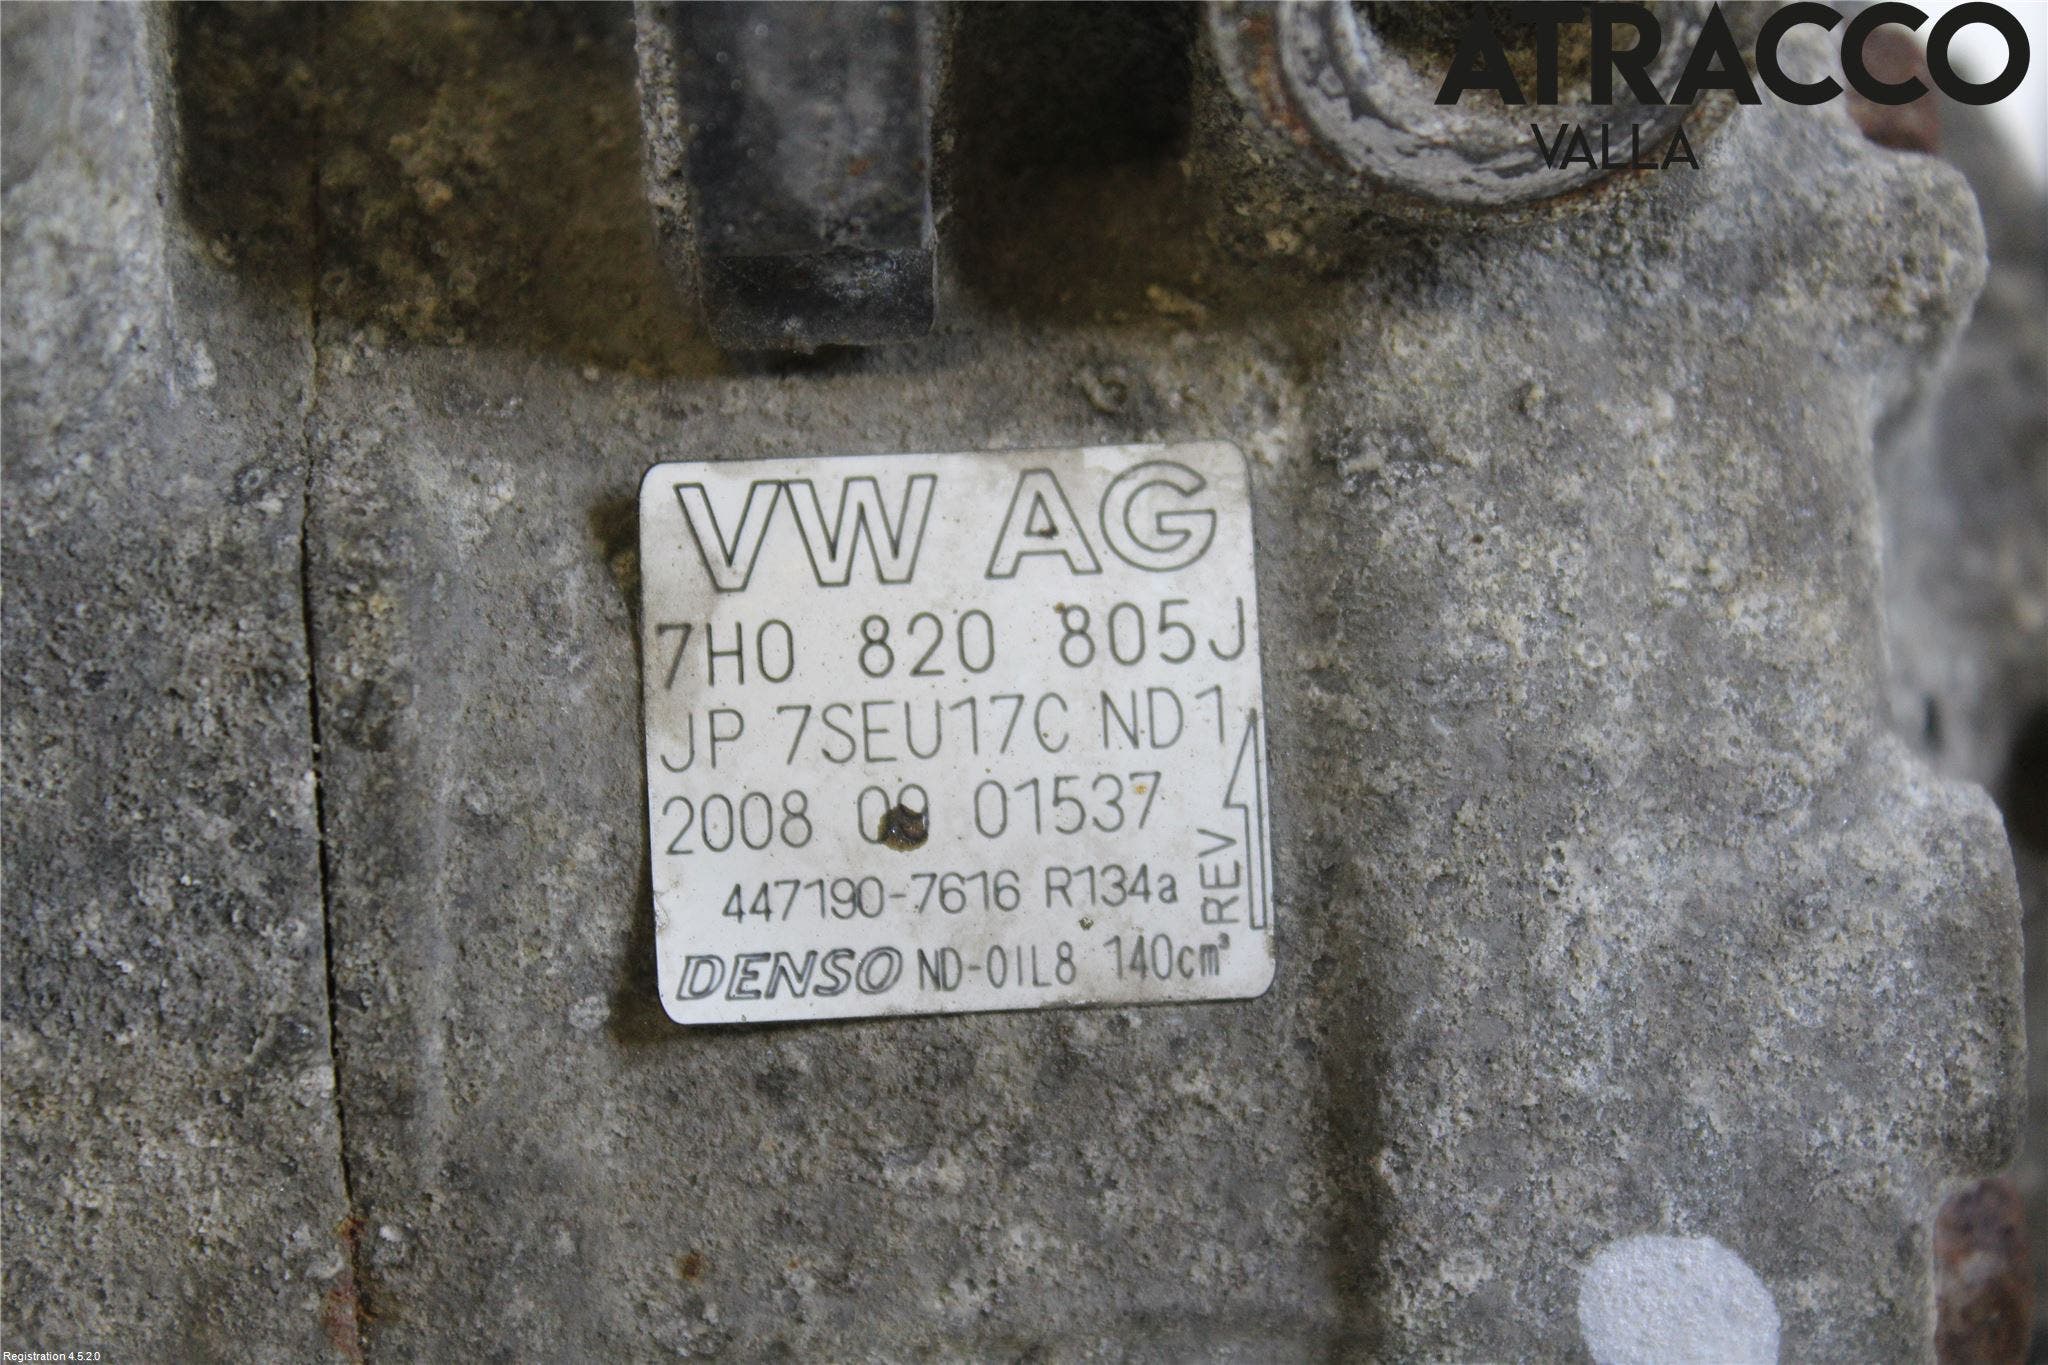 ATRACCO
VALLA
VW AG
7H0 820 805J
JP 7SEU17C ND1
2008 01537
447190-7616 R134a
REV
DENSO ND-OIL8 140cm³
Registration 4.5.2.0